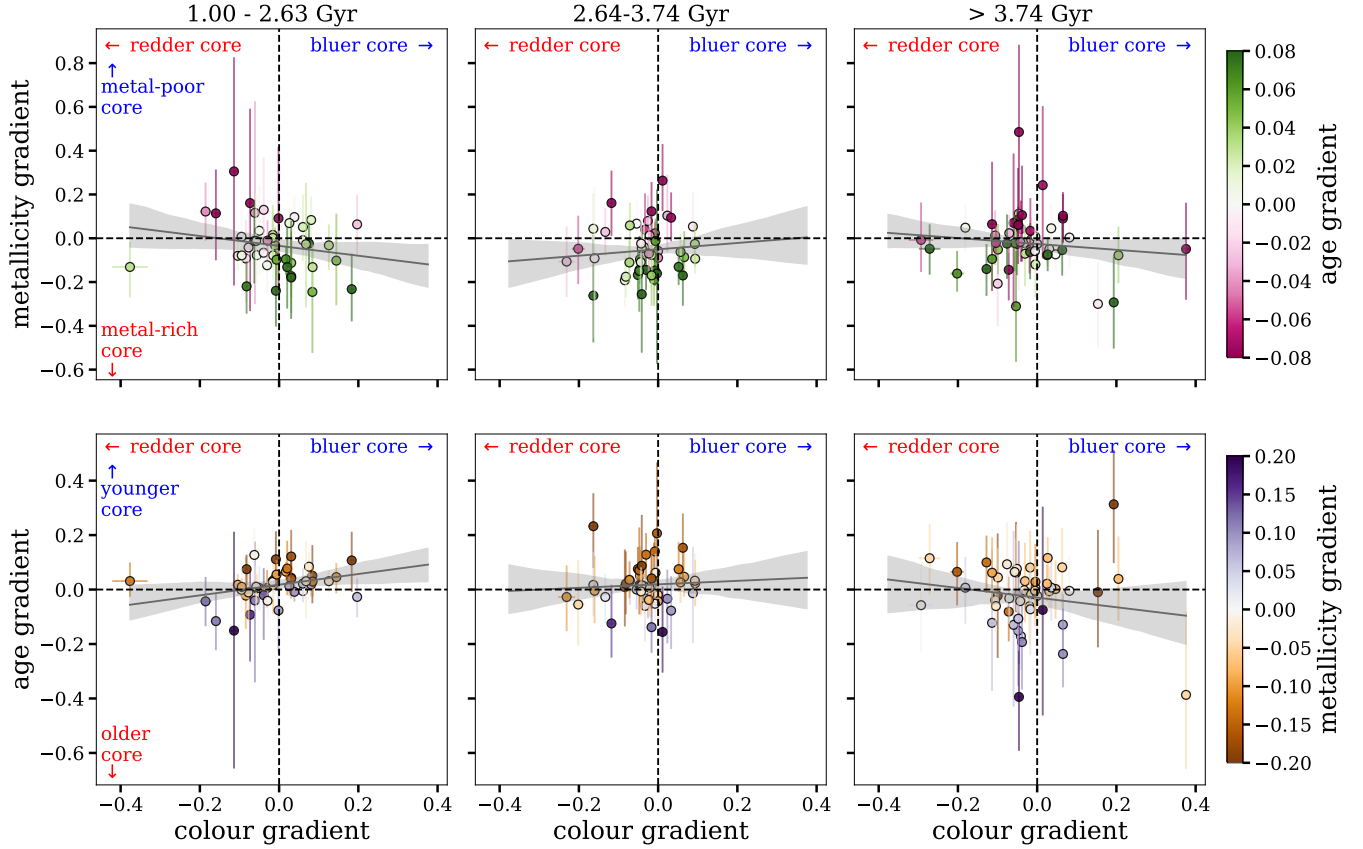 1.00 - 2.63 Gyr
2.64-3.74 Gyr
> 3.74 Gyr
← redder core
bluer core →
← redder core
bluer core →
← redder core
bluer core →
↑
metal-poor
core
metal-rich
core
↓
metallicity gradient
0.8
0.6
0.4
0.2
0.0
−0.2
−0.4
−0.6
0.08
0.06
0.04
0.02
0.00
−0.02
−0.04
−0.06
−0.08
age gradient
← redder core
bluer core →
← redder core
bluer core →
← redder core
bluer core →
↑
younger
core
older
core
↓
age gradient
0.4
0.2
0.0
−0.2
−0.4
−0.6
0.20
0.15
0.10
0.05
0.00
−0.05
−0.10
−0.15
−0.20
metallicity gradient
−0.4 −0.2 0.0 0.2 0.4
−0.4 −0.2 0.0 0.2 0.4
−0.4 −0.2 0.0 0.2 0.4
colour gradient
colour gradient
colour gradient